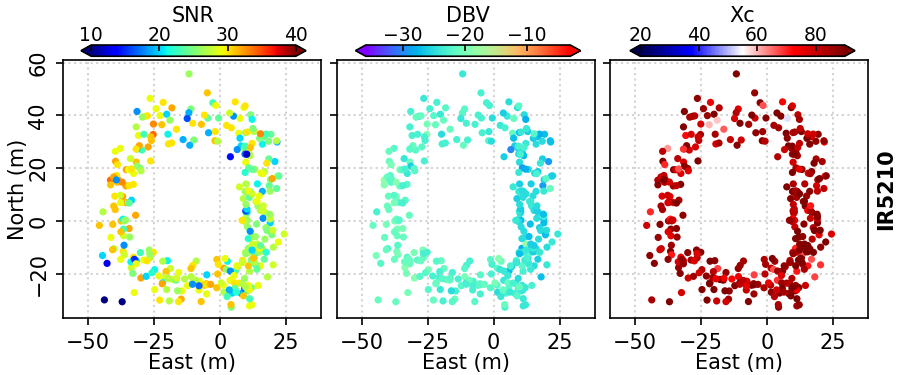 SNR DBV Xc
10 20 30 40 −30 −20 −10 20 40 60 80
60
40
20
0
−20
North (m)
IR5210
−50 −25 0 25 −50 −25 0 25 −50 −25 0 25
East (m) East (m) East (m)